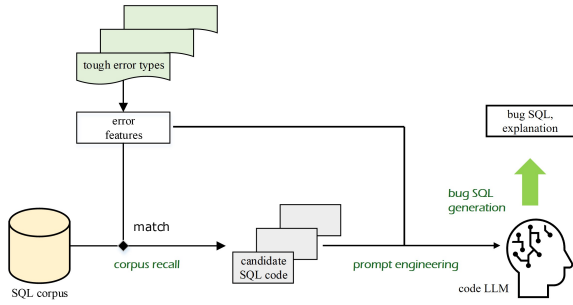 tough error types
error
features
bug SQL,
explanation
bug SQL
generation
match
corpus recall
candidate
SQL code
prompt engineering
SQL corpus
code LLM